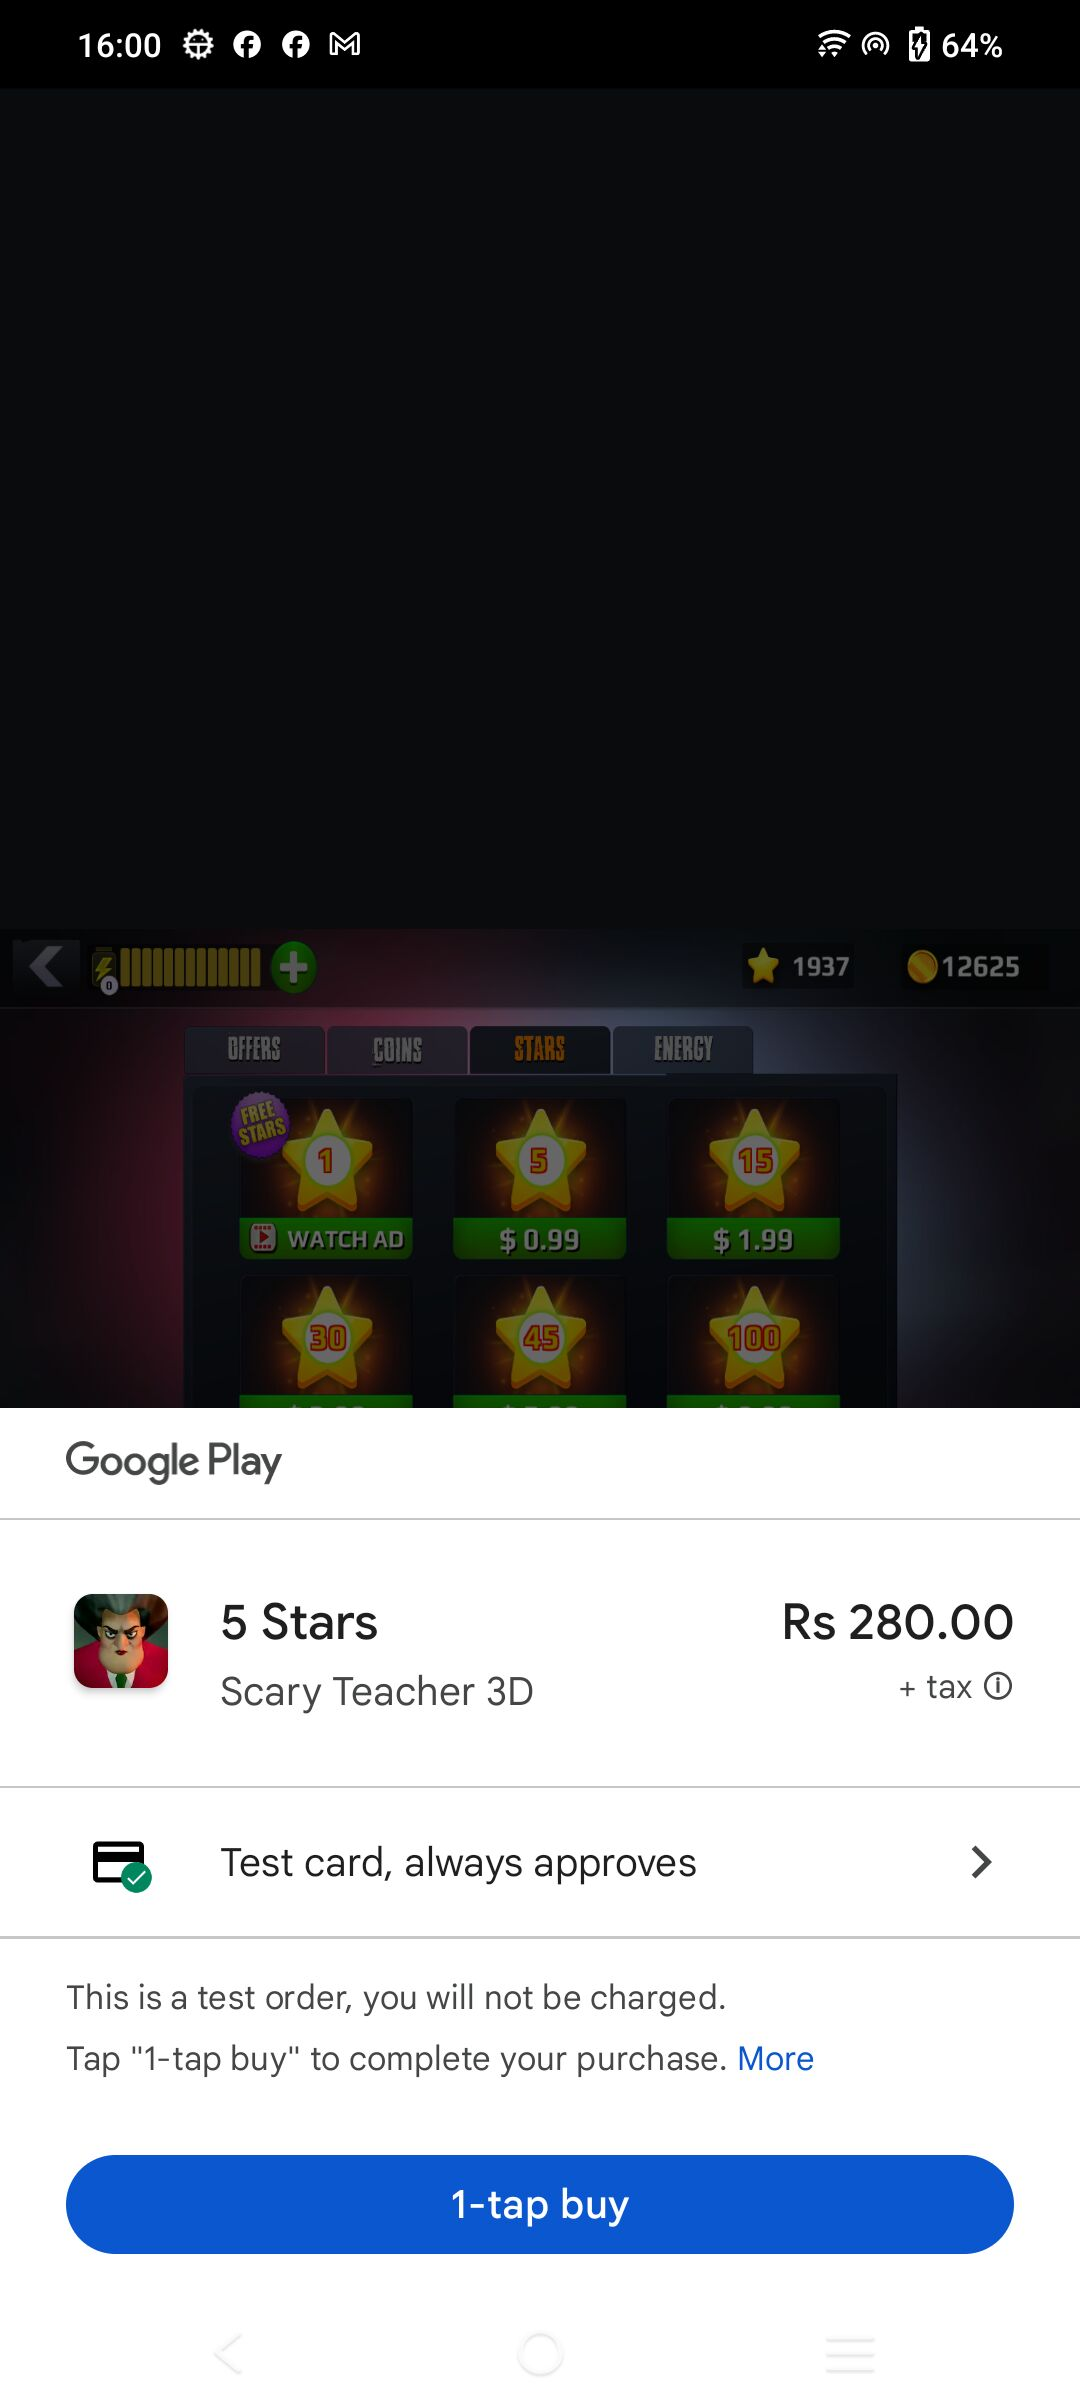 16:00 64%
0 1937 12625
OFFERS COINS STARS ENERGY
FREE STARS
1 5 15
WATCH AD $ 0.99 $ 1.99
30 45 100
Google Play
5 Stars Rs 280.00
Scary Teacher 3D + tax
Test card, always approves
This is a test order, you will not be charged.
Tap "1-tap buy" to complete your purchase. More
1-tap buy